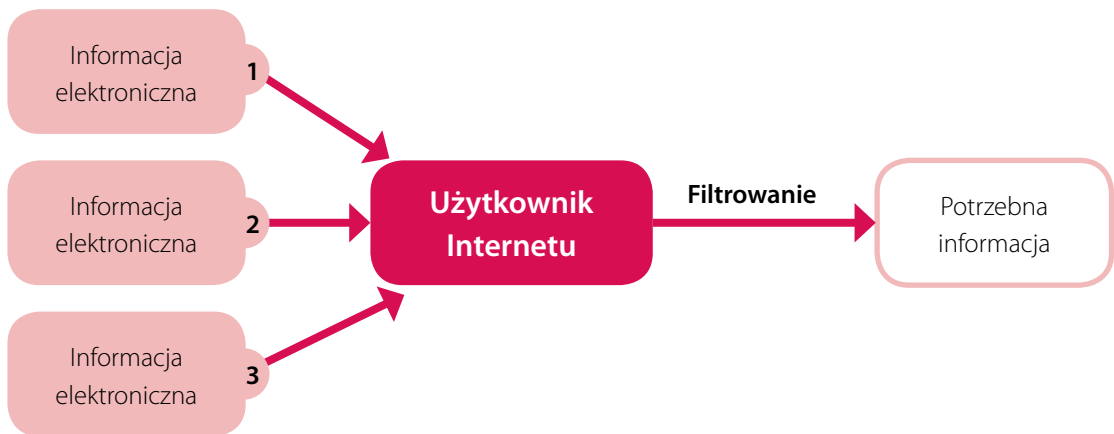 Informacja
elektroniczna
1
Informacja
elektroniczna
2
Informacja
elektroniczna
3
Użytkownik
Internetu
Filtrowanie
Potrzebna
informacja